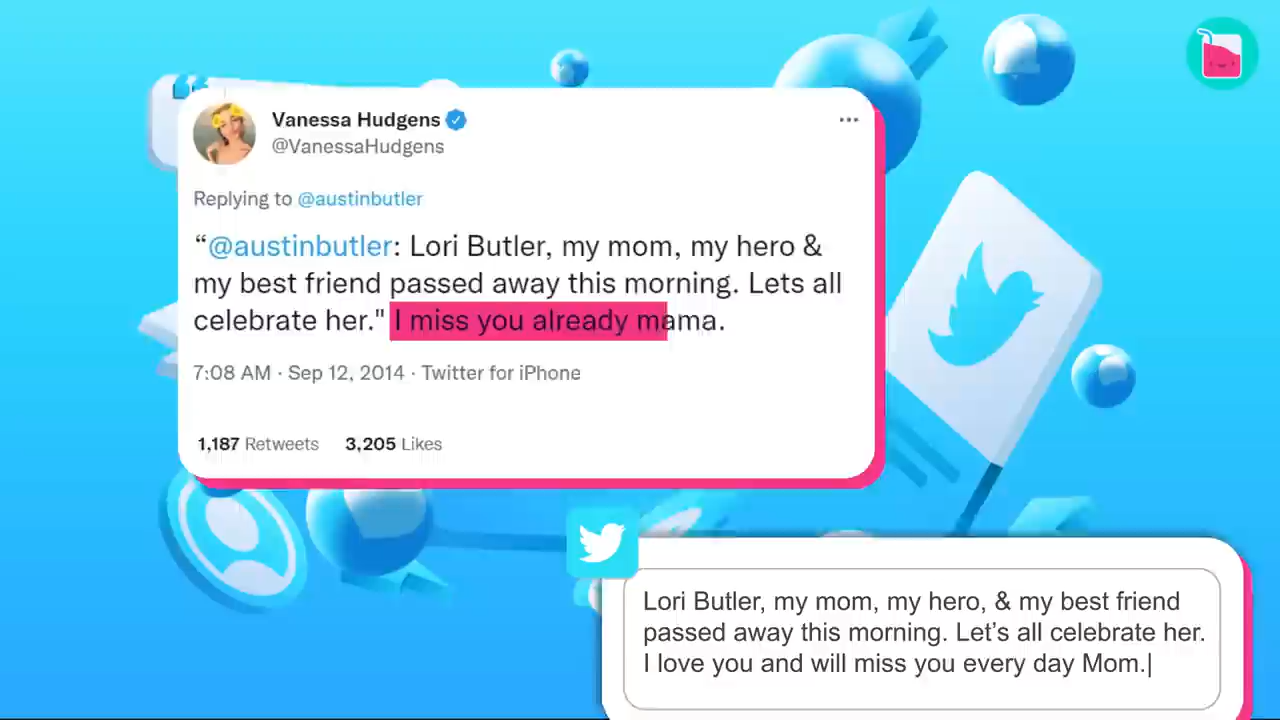 Vanessa Hudgens
@VanessaHudgens
Replying to @austinbutler
“@austinbutler: Lori Butler, my mom, my hero &
my best friend passed away this morning. Lets all
celebrate her." I miss you already mama.
7:08 AM · Sep 12, 2014 · Twitter for iPhone
1,187 Retweets 3,205 Likes
Lori Butler, my mom, my hero, & my best friend
passed away this morning. Let’s all celebrate her.
I love you and will miss you every day Mom.|